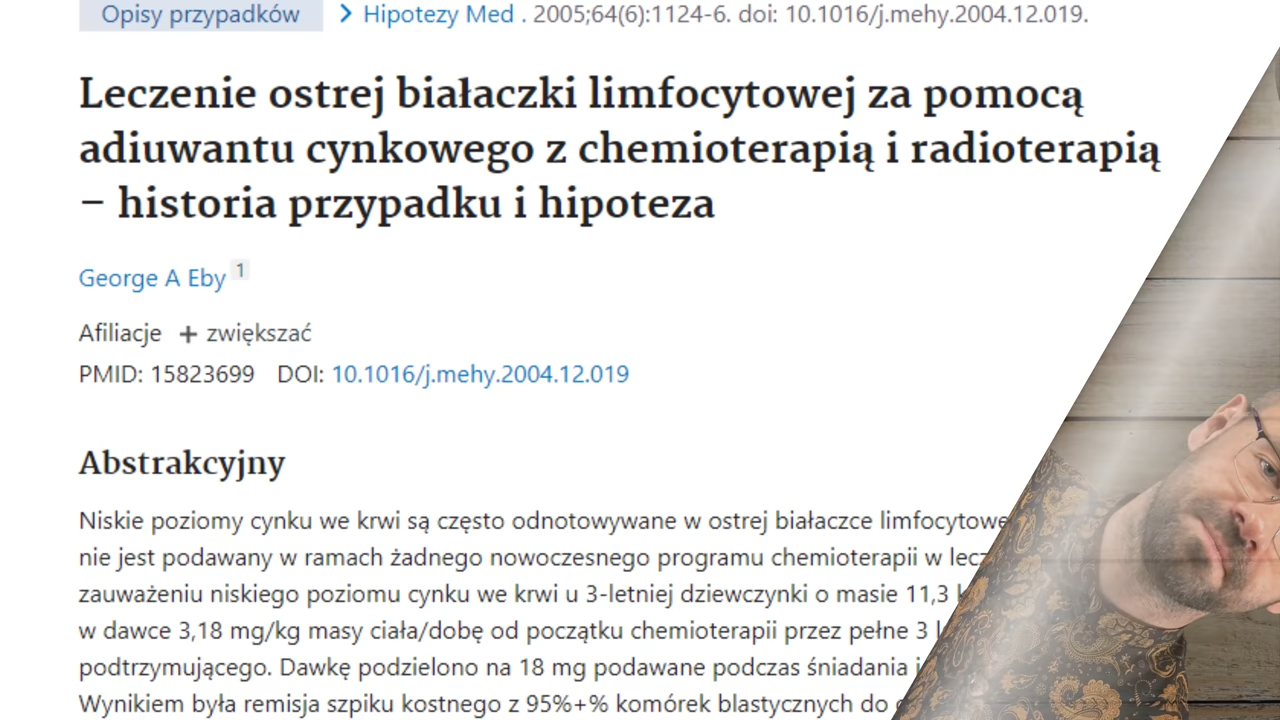 Opisy przypadków > Hipotezy Med . 2005;64(6):1124-6. doi: 10.1016/j.mehy.2004.12.019.
Leczenie ostrej białaczki limfocytowej za pomocą
adiuwantu cynkowego z chemioterapią i radioterapią
– historia przypadku i hipoteza
George A Eby 1
Afiliacje + zwiększać
PMID: 15823699 DOI: 10.1016/j.mehy.2004.12.019
Abstrakcyjny
Niskie poziomy cynku we krwi są często odnotowywane w ostrej białaczce
nie jest podawany w ramach żadnego nowoczesnego programu chemioterapii w
zauważeniu niskiego poziomu cynku we krwi u 3-letniej dziewczynki o masie 11,3
w dawce 3,18 mg/kg masy ciała/dobę od początku chemioterapii przez pełne 3
podtrzymującego. Dawkę podzielono na 18 mg podawane podczas śniadania i
Wynikiem była remisja szpiku kostnego z 95%+% komórek blastycznych do